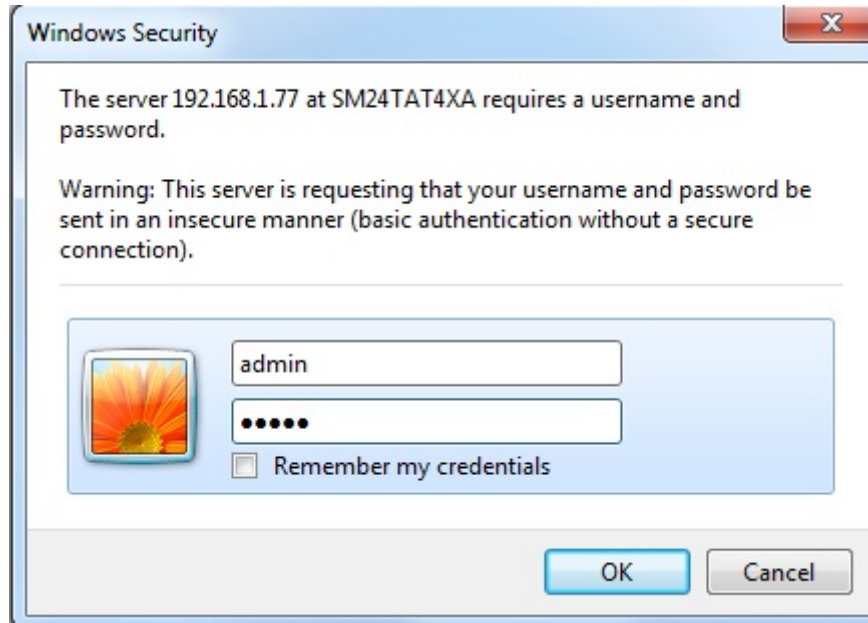 Windows Security
The server 192.168.1.77 at SM24TAT4XA requires a username and
password.
Warning: This server is requesting that your username and password be
sent in an insecure manner (basic authentication without a secure
connection).
admin
•••••
Remember my credentials
OK
Cancel